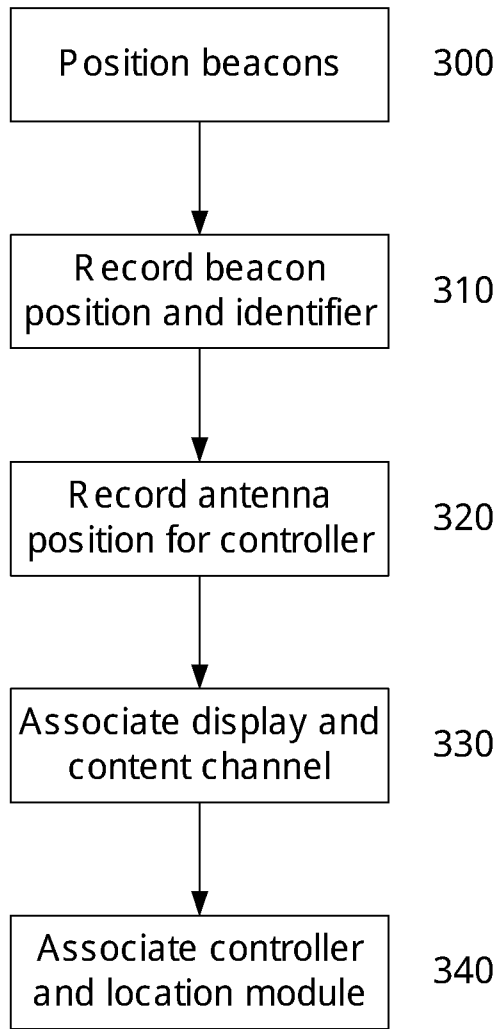 Position beacons 300
Record beacon
position and identifier 310
Record antenna
position for controller 320
Associate display and
content channel 330
Associate controller
and location module 340